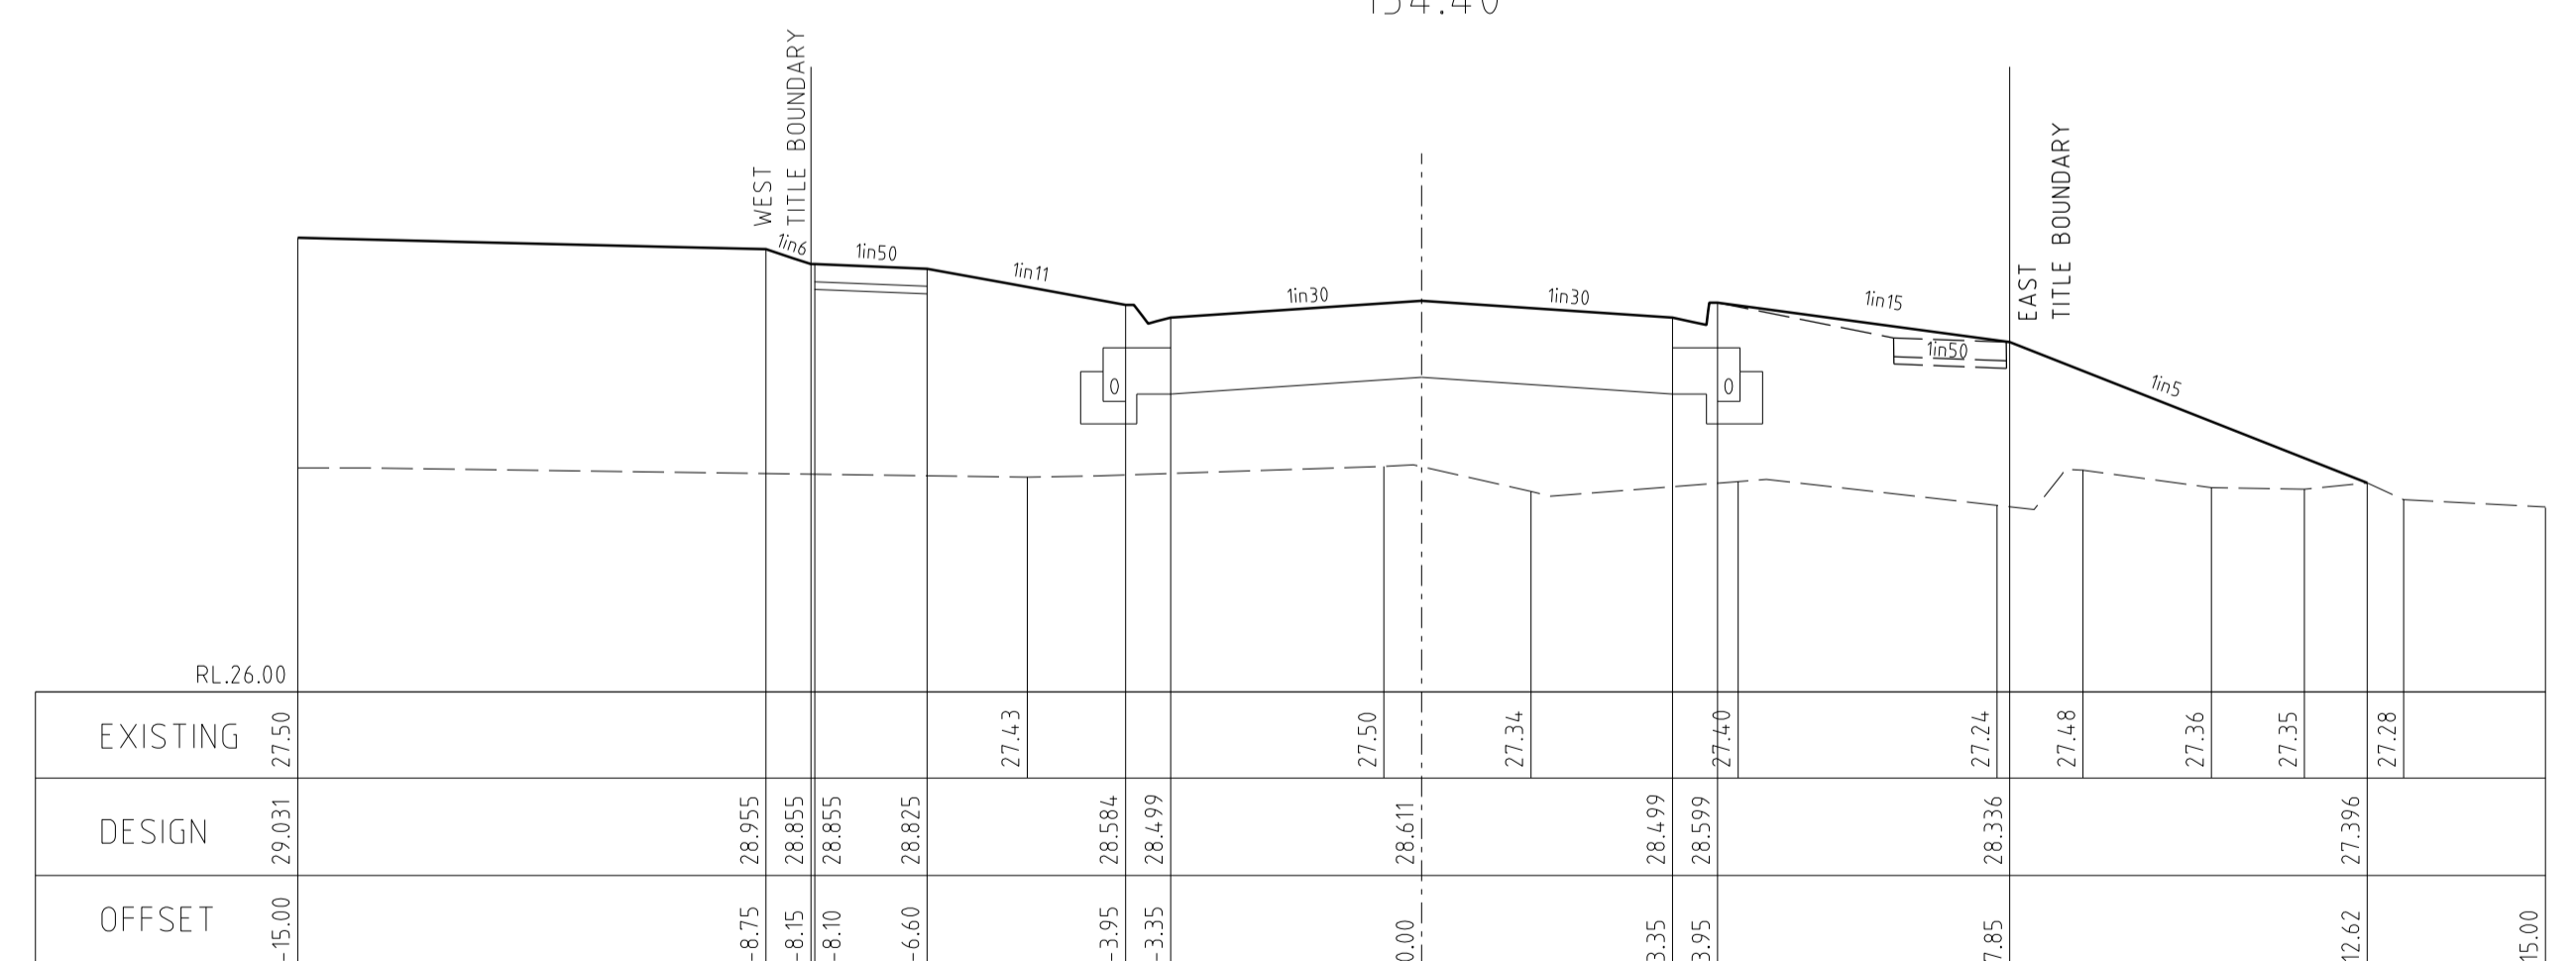 154.40
WEST
TITLE BOUNDARY
EAST
TITLE BOUNDARY
1in6
1in50
1in11
1in30
1in30
1in15
1in50
1in5
0
0
RL.26.00
EXISTING 27.50 27.43 27.50 27.34 27.40 27.24 27.48 27.36 27.35 27.28
DESIGN 29.031 28.955 28.855 28.855 28.825 28.584 28.499 28.611 28.499 28.599 28.336 27.396
OFFSET -15.00 -8.75 -8.15 -8.10 -6.60 -3.95 -3.35 0.00 3.35 3.95 7.85 12.62 15.00